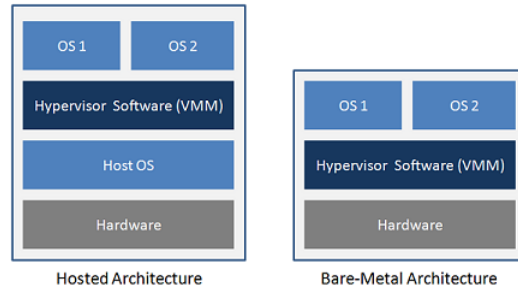 OS 1 OS 2
Hypervisor Software (VMM)
Host OS
Hardware
Hosted Architecture
OS 1 OS 2
Hypervisor Software (VMM)
Hardware
Bare-Metal Architecture